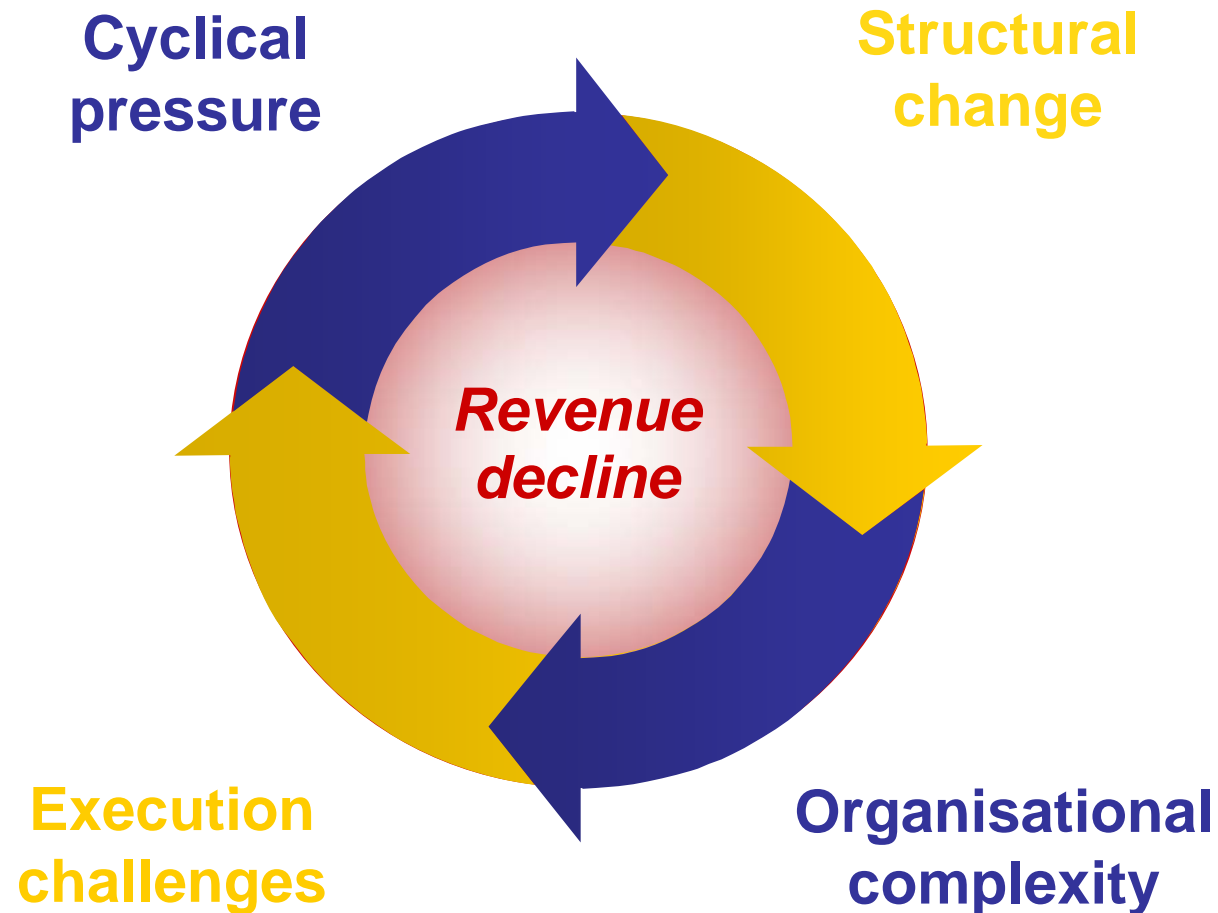 Cyclical
pressure
Structural
change
Revenue
decline
Execution
challenges
Organisational
complexity